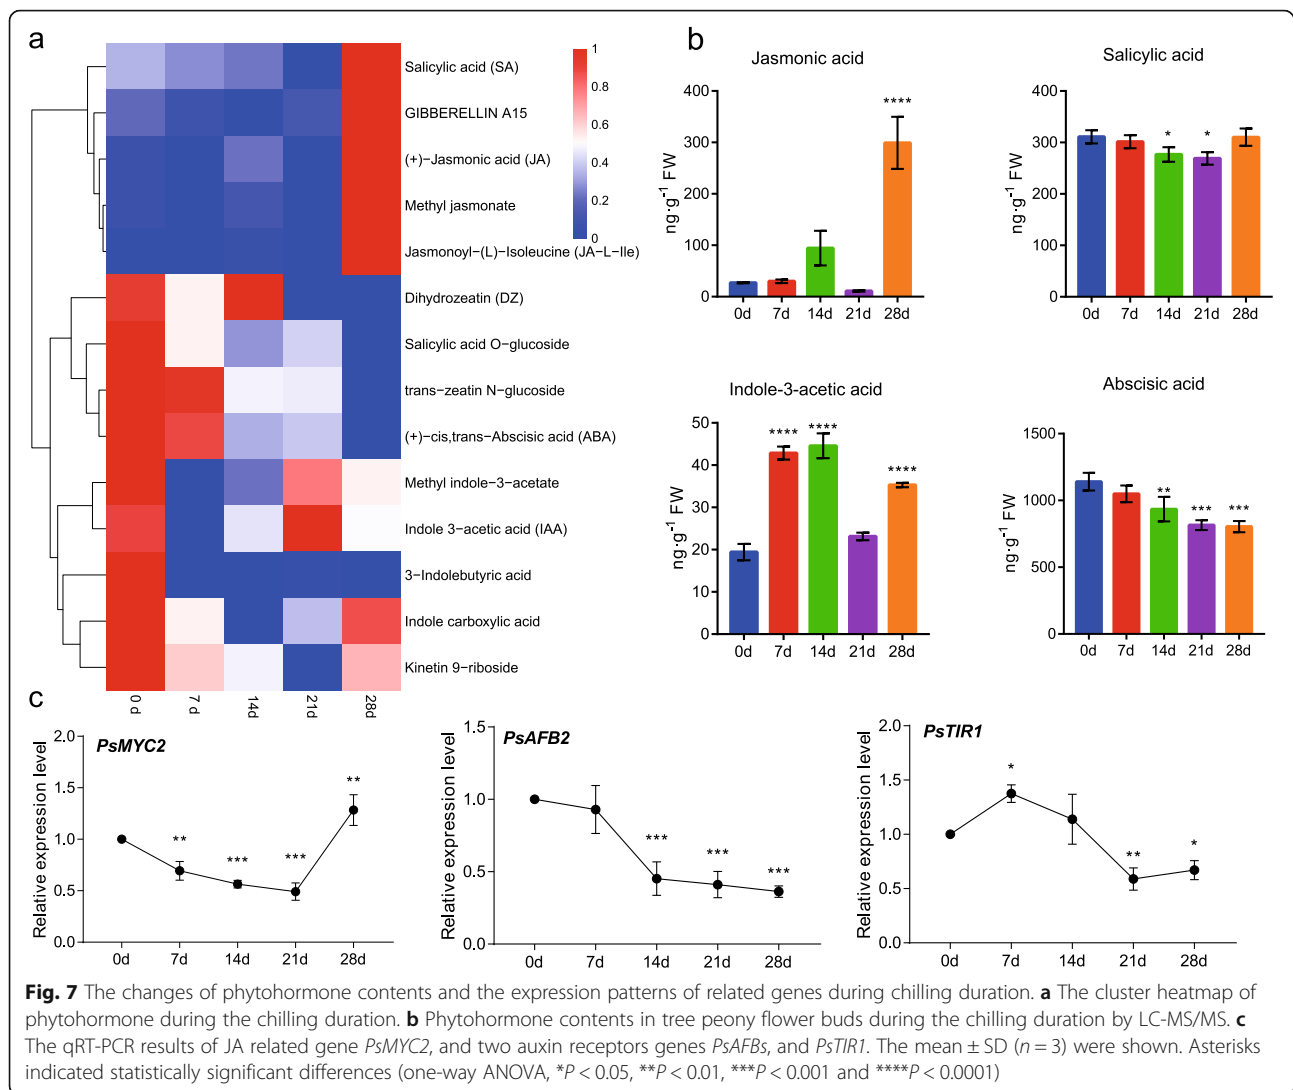 a
Salicylic acid (SA)
GIBBERELLIN A15
(+)−Jasmonic acid (JA)
Methyl jasmonate
Jasmonoyl−(L)−Isoleucine (JA−L−Ile)
Dihydrozeatin (DZ)
Salicylic acid O−glucoside
trans−zeatin N−glucoside
(+)−cis,trans−Abscisic acid (ABA)
Methyl indole−3−acetate
Indole 3−acetic acid (IAA)
3−Indolebutyric acid
Indole carboxylic acid
Kinetin 9−riboside
1
0.8
0.6
0.4
0.2
0
0 d 7 d 14d 21d 28d
b
Jasmonic acid
ng·g⁻¹ FW
400
300
200
100
0
****
0d 7d 14d 21d 28d
Salicylic acid
ng·g⁻¹ FW
400
300
200
100
0
* *
0d 7d 14d 21d 28d
Indole-3-acetic acid
ng·g⁻¹ FW
50
40
30
20
10
0
**** **** ****
0d 7d 14d 21d 28d
Abscisic acid
ng·g⁻¹ FW
1500
1000
500
0
** *** ***
0d 7d 14d 21d 28d
c
PsMYC2
Relative expression level
2.0
1.5
1.0
0.5
0.0
** *** *** **
0d 7d 14d 21d 28d
PsAFB2
Relative expression level
1.5
1.0
0.5
0.0
*** *** ***
0d 7d 14d 21d 28d
PsTIR1
Relative expression level
2.0
1.5
1.0
0.5
0.0
* ** *
0d 7d 14d 21d 28d
Fig. 7 The changes of phytohormone contents and the expression patterns of related genes during chilling duration. a The cluster heatmap of
phytohormone during the chilling duration. b Phytohormone contents in tree peony flower buds during the chilling duration by LC-MS/MS. c
The qRT-PCR results of JA related gene PsMYC2, and two auxin receptors genes PsAFBs, and PsTIR1. The mean ± SD (n = 3) were shown. Asterisks
indicated statistically significant differences (one-way ANOVA, *P < 0.05, **P < 0.01, ***P < 0.001 and ****P < 0.0001)